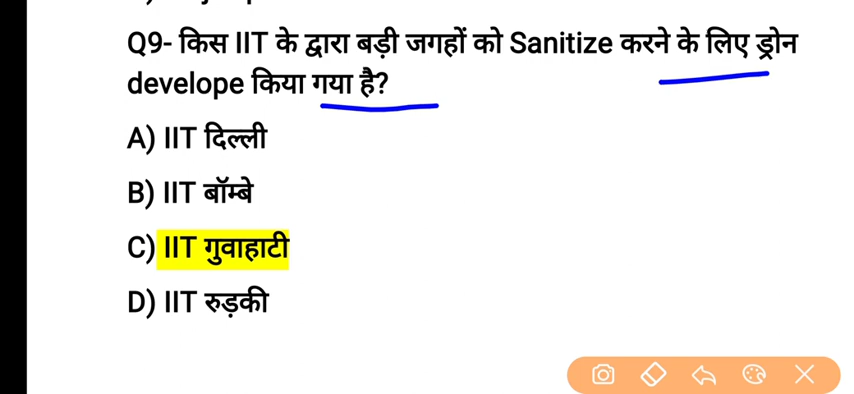 Q9- किस IIT के द्वारा बड़ी जगहों को Sanitize करने के लिए ड्रोन
develope किया गया है?
A) IIT दिल्ली
B) IIT बॉम्बे
C) IIT गुवाहाटी
D) IIT रुड़की